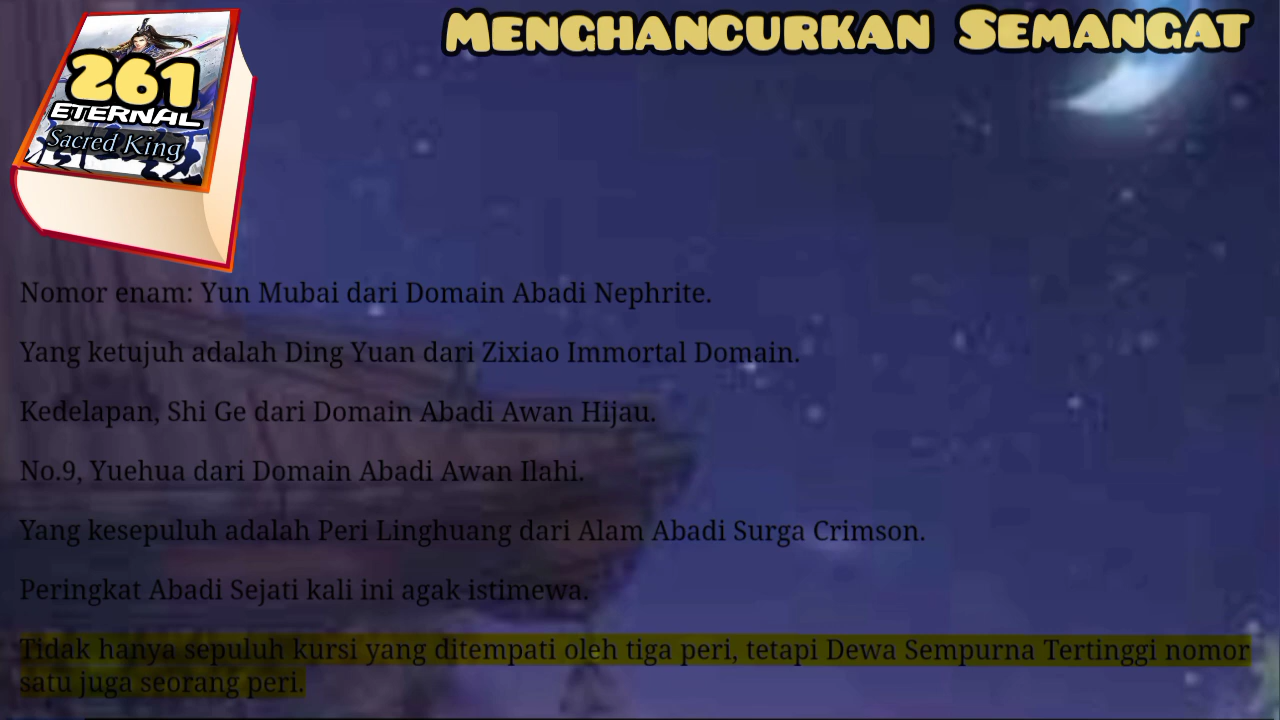 Menghancurkan Semangat
261
ETERNAL
Sacred King
Nomor enam: Yun Mubai dari Domain Abadi Nephrite.
Yang ketujuh adalah Ding Yuan dari Zixiao Immortal Domain.
Kedelapan, Shi Ge dari Domain Abadi Awan Hijau.
No.9, Yuehua dari Domain Abadi Awan Ilahi.
Yang kesepuluh adalah Peri Linghuang dari Alam Abadi Surga Crimson.
Peringkat Abadi Sejati kali ini agak istimewa.
Tidak hanya sepuluh kursi yang ditempati oleh tiga peri, tetapi Dewa Sempurna Tertinggi nomor
satu juga seorang peri.